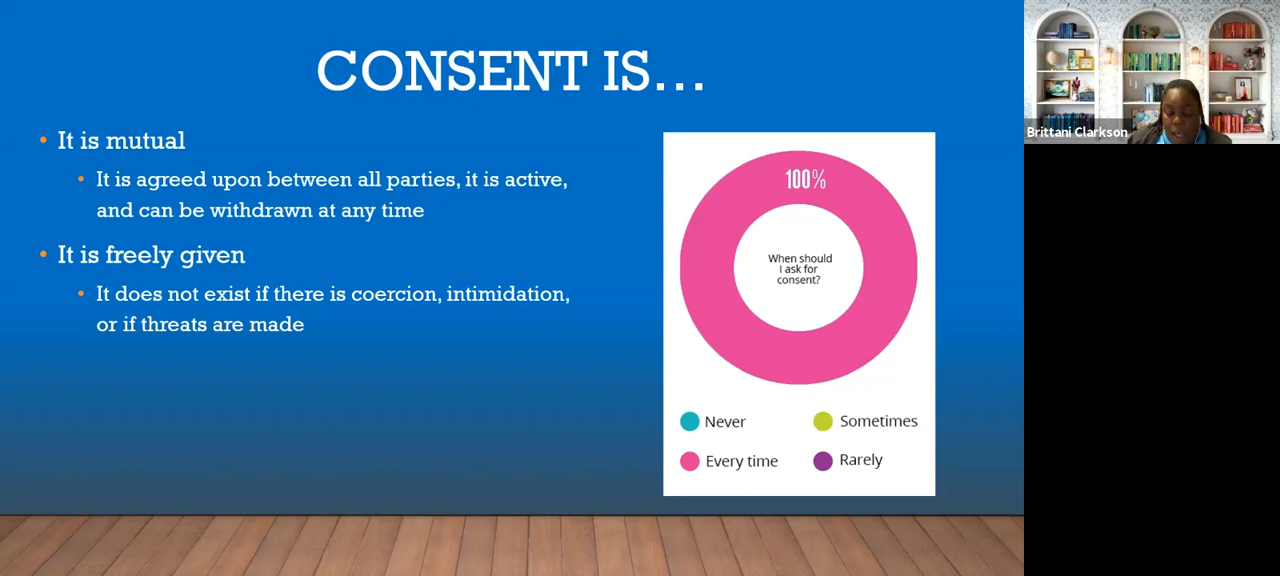 CONSENT IS...
It is mutual
It is agreed upon between all parties, it is active,
and can be withdrawn at any time
It is freely given
It does not exist if there is coercion, intimidation,
or if threats are made
100%
When should
I ask for
consent?
Never
Sometimes
Every time
Rarely
Brittani Clarkson